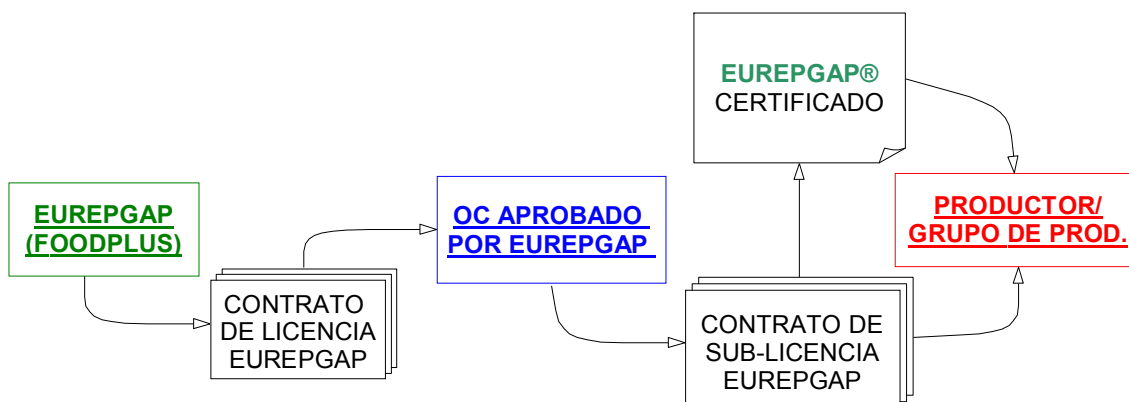 EUREPGAP
(FOODPLUS)
CONTRATO
DE LICENCIA
EUREPGAP
OC APROBADO
POR EUREPGAP
CONTRATO DE
SUB-LICENCIA
EUREPGAP
EUREPGAP®
CERTIFICADO
PRODUCTOR/
GRUPO DE PROD.